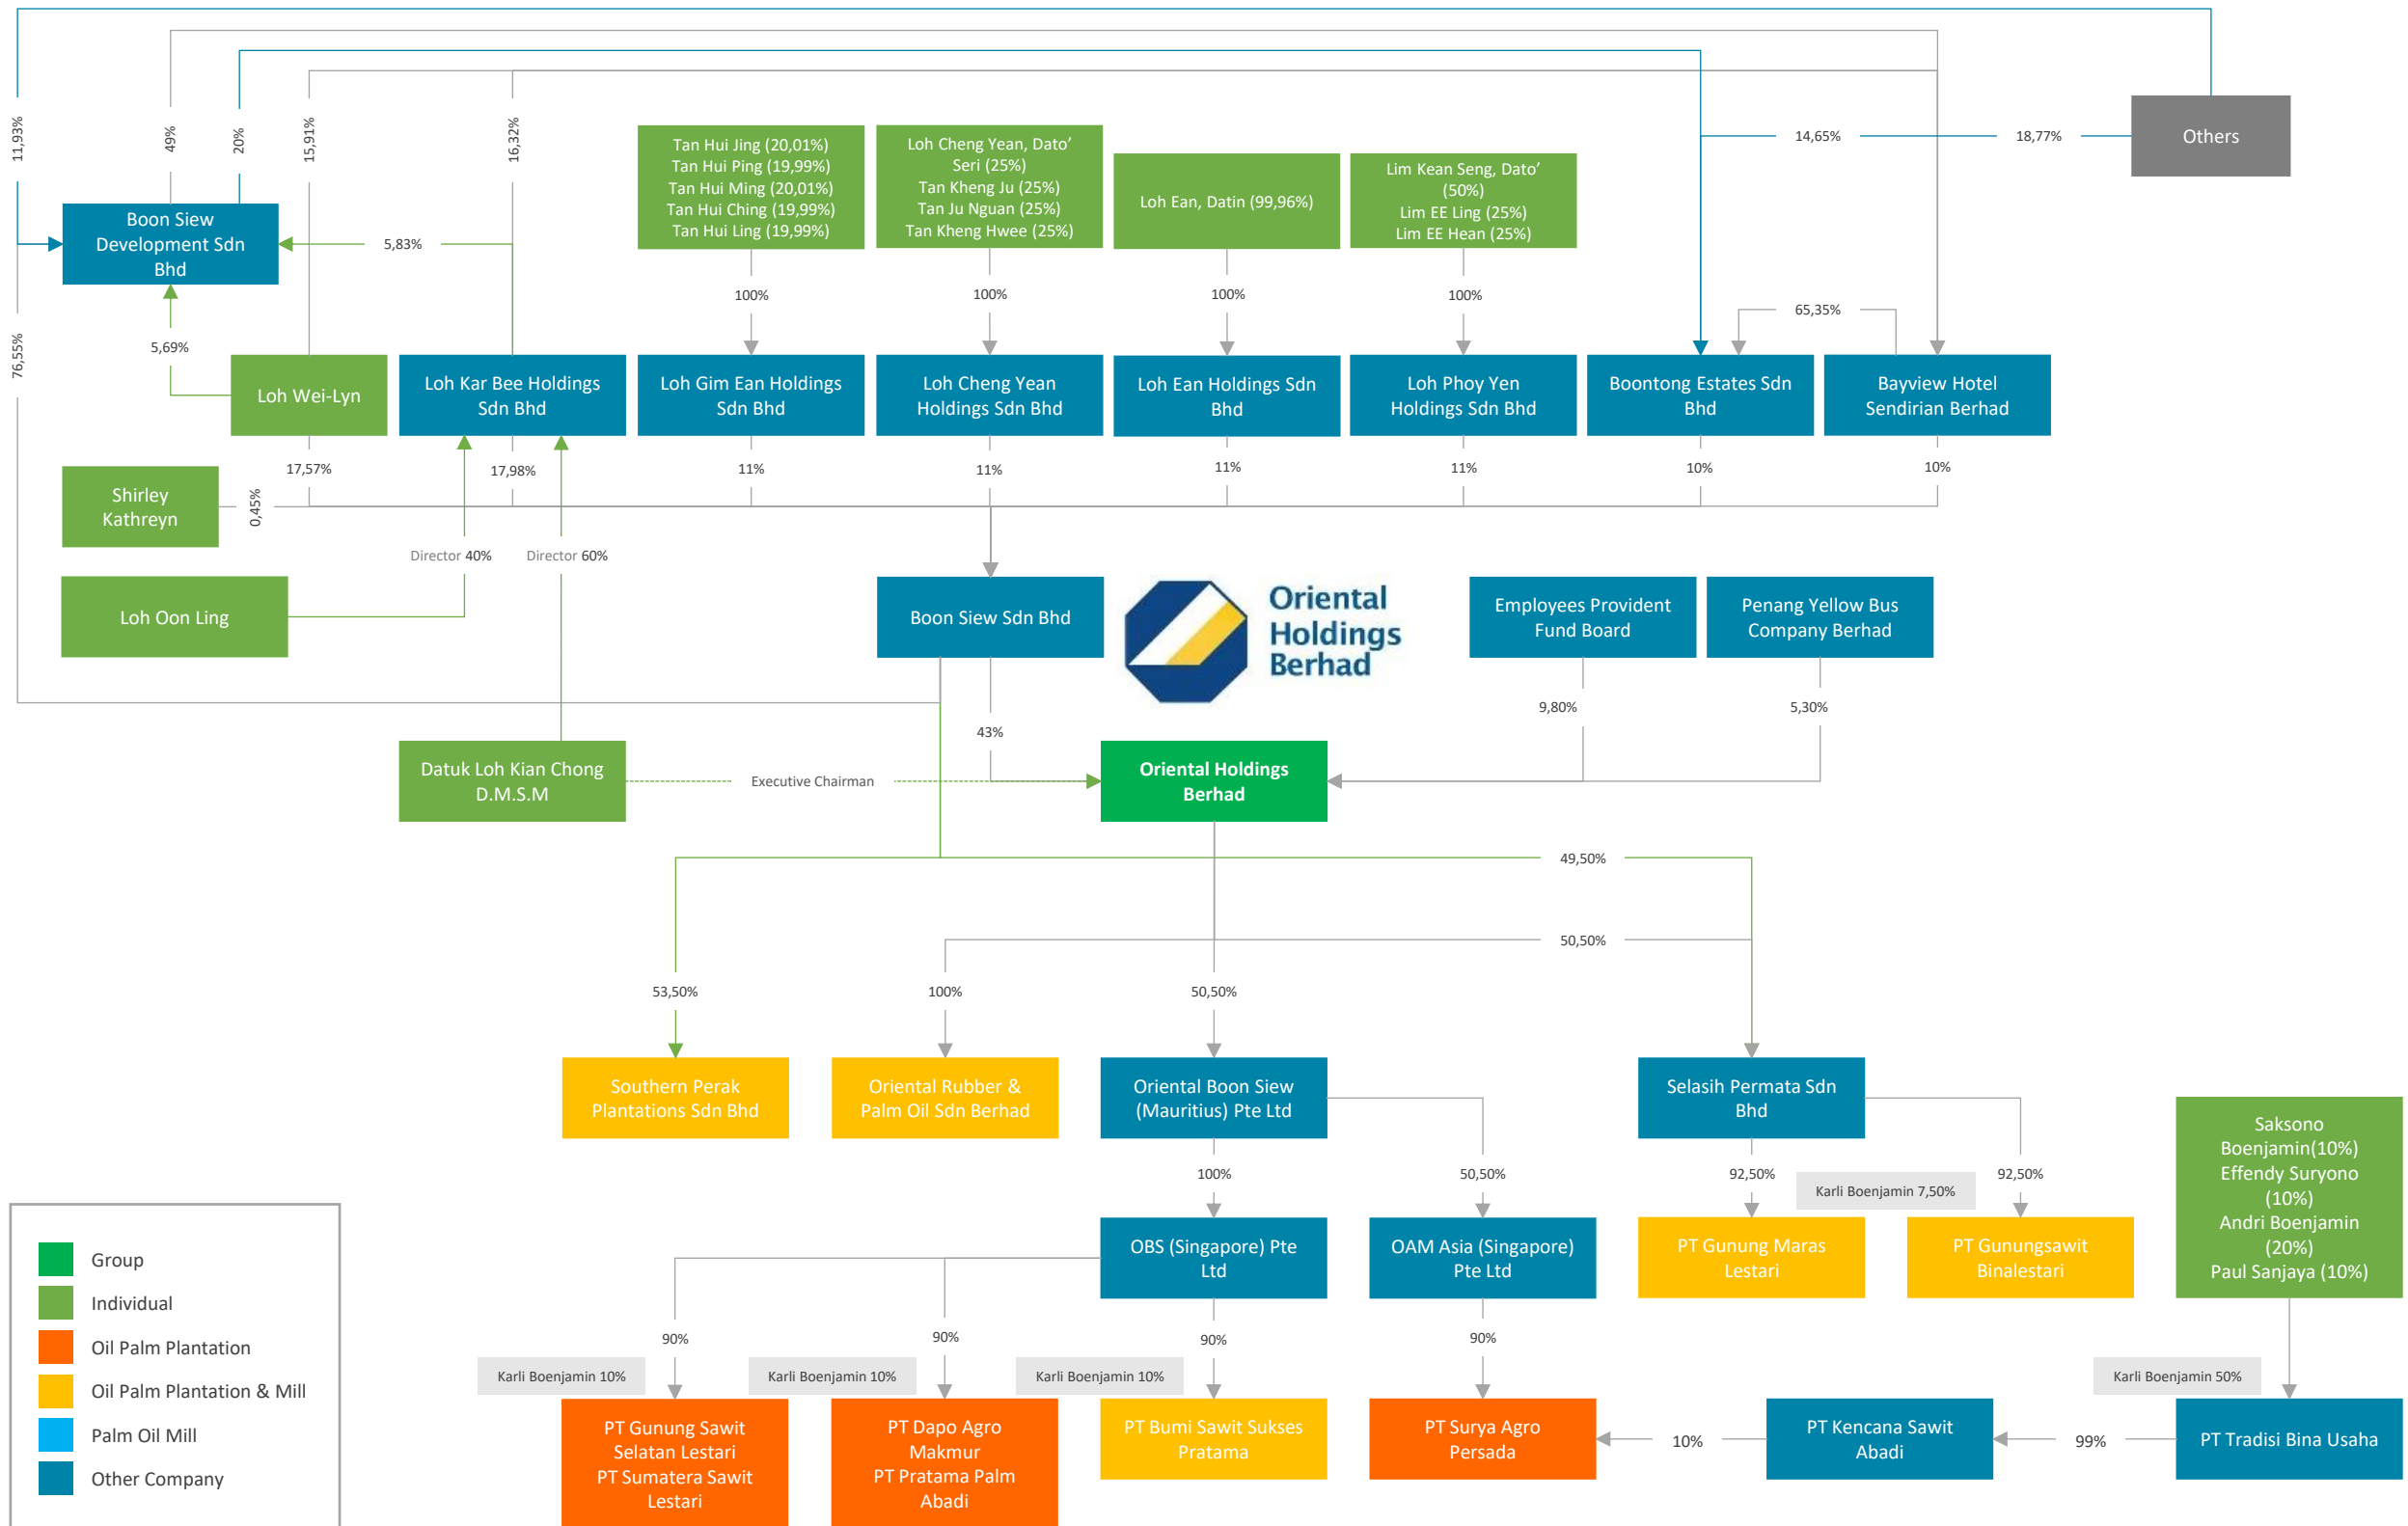 11,93%
49%
20%
15,91%
16,32%
14,65%
18,77%
Others
Tan Hui Jing (20,01%)
Tan Hui Ping (19,99%)
Tan Hui Ming (20,01%)
Tan Hui Ching (19,99%)
Tan Hui Ling (19,99%)
Loh Cheng Yean, Dato’
Seri (25%)
Tan Kheng Ju (25%)
Tan Ju Nguan (25%)
Tan Kheng Hwee (25%)
Loh Ean, Datin (99,96%)
Lim Kean Seng, Dato’
(50%)
Lim EE Ling (25%)
Lim EE Hean (25%)
Boon Siew
Development Sdn
Bhd
5,83%
100%
100%
100%
100%
65,35%
76,55%
5,69%
Loh Wei-Lyn
Loh Kar Bee Holdings
Sdn Bhd
Loh Gim Ean Holdings
Sdn Bhd
Loh Cheng Yean
Holdings Sdn Bhd
Loh Ean Holdings Sdn
Bhd
Loh Phoy Yen
Holdings Sdn Bhd
Boontong Estates Sdn
Bhd
Bayview Hotel
Sendirian Berhad
17,57%
17,98%
11%
11%
11%
11%
10%
10%
Shirley
Kathreyn
0,45%
Director 40%
Director 60%
Loh Oon Ling
Boon Siew Sdn Bhd
Oriental
Holdings
Berhad
Employees Provident
Fund Board
Penang Yellow Bus
Company Berhad
43%
9,80%
5,30%
Datuk Loh Kian Chong
D.M.S.M
Executive Chairman
Oriental Holdings
Berhad
49,50%
50,50%
53,50%
100%
50,50%
Southern Perak
Plantations Sdn Bhd
Oriental Rubber &
Palm Oil Sdn Berhad
Oriental Boon Siew
(Mauritius) Pte Ltd
Selasih Permata Sdn
Bhd
Saksono
Boenjamin(10%)
Effendy Suryono
(10%)
Andri Boenjamin
(20%)
Paul Sanjaya (10%)
100%
50,50%
92,50%
Karli Boenjamin 7,50%
92,50%
OBS (Singapore) Pte
Ltd
OAM Asia (Singapore)
Pte Ltd
PT Gunung Maras
Lestari
PT Gunungsawit
Binalestari
90%
90%
90%
90%
Karli Boenjamin 10%
Karli Boenjamin 10%
Karli Boenjamin 10%
Karli Boenjamin 50%
PT Gunung Sawit
Selatan Lestari
PT Sumatera Sawit
Lestari
PT Dapo Agro
Makmur
PT Pratama Palm
Abadi
PT Bumi Sawit Sukses
Pratama
PT Surya Agro
Persada
10%
PT Kencana Sawit
Abadi
99%
PT Tradisi Bina Usaha
Group
Individual
Oil Palm Plantation
Oil Palm Plantation & Mill
Palm Oil Mill
Other Company